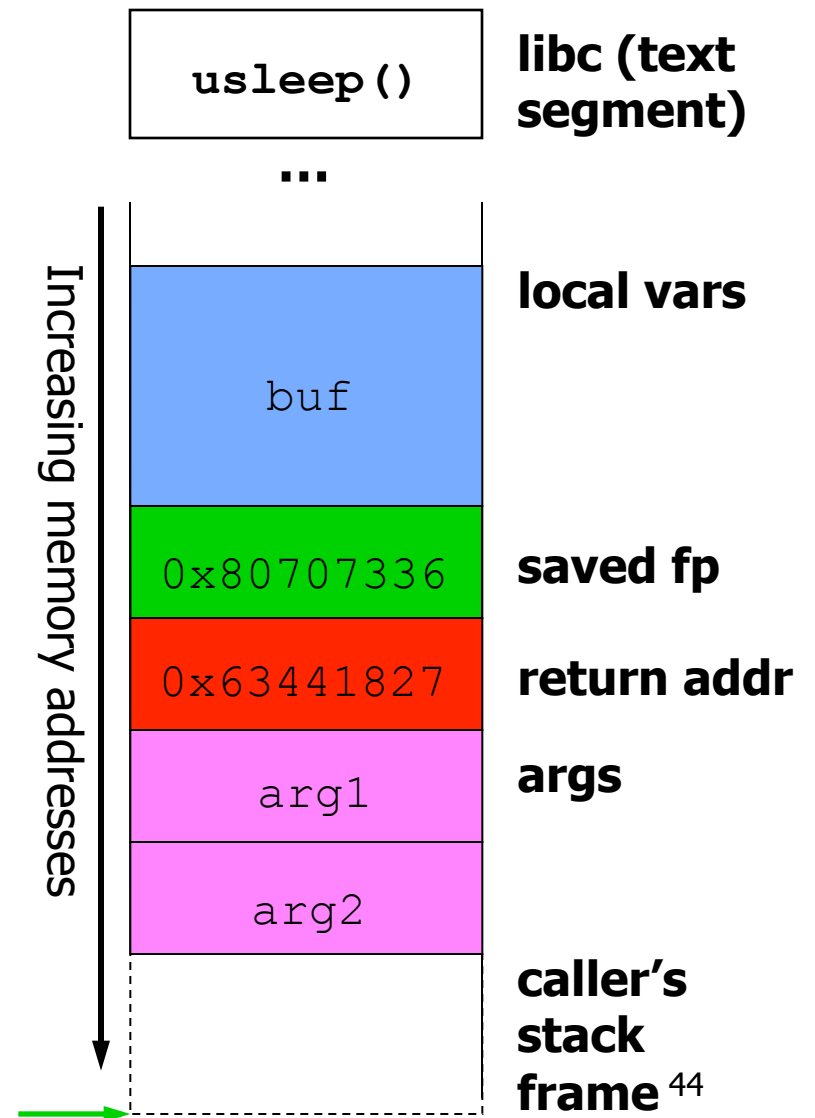 usleep()
libc (text
segment)
...
Increasing memory addresses
local vars
buf
0x80707336
saved fp
0x63441827
return addr
arg1
args
arg2
caller’s
stack
frame 44